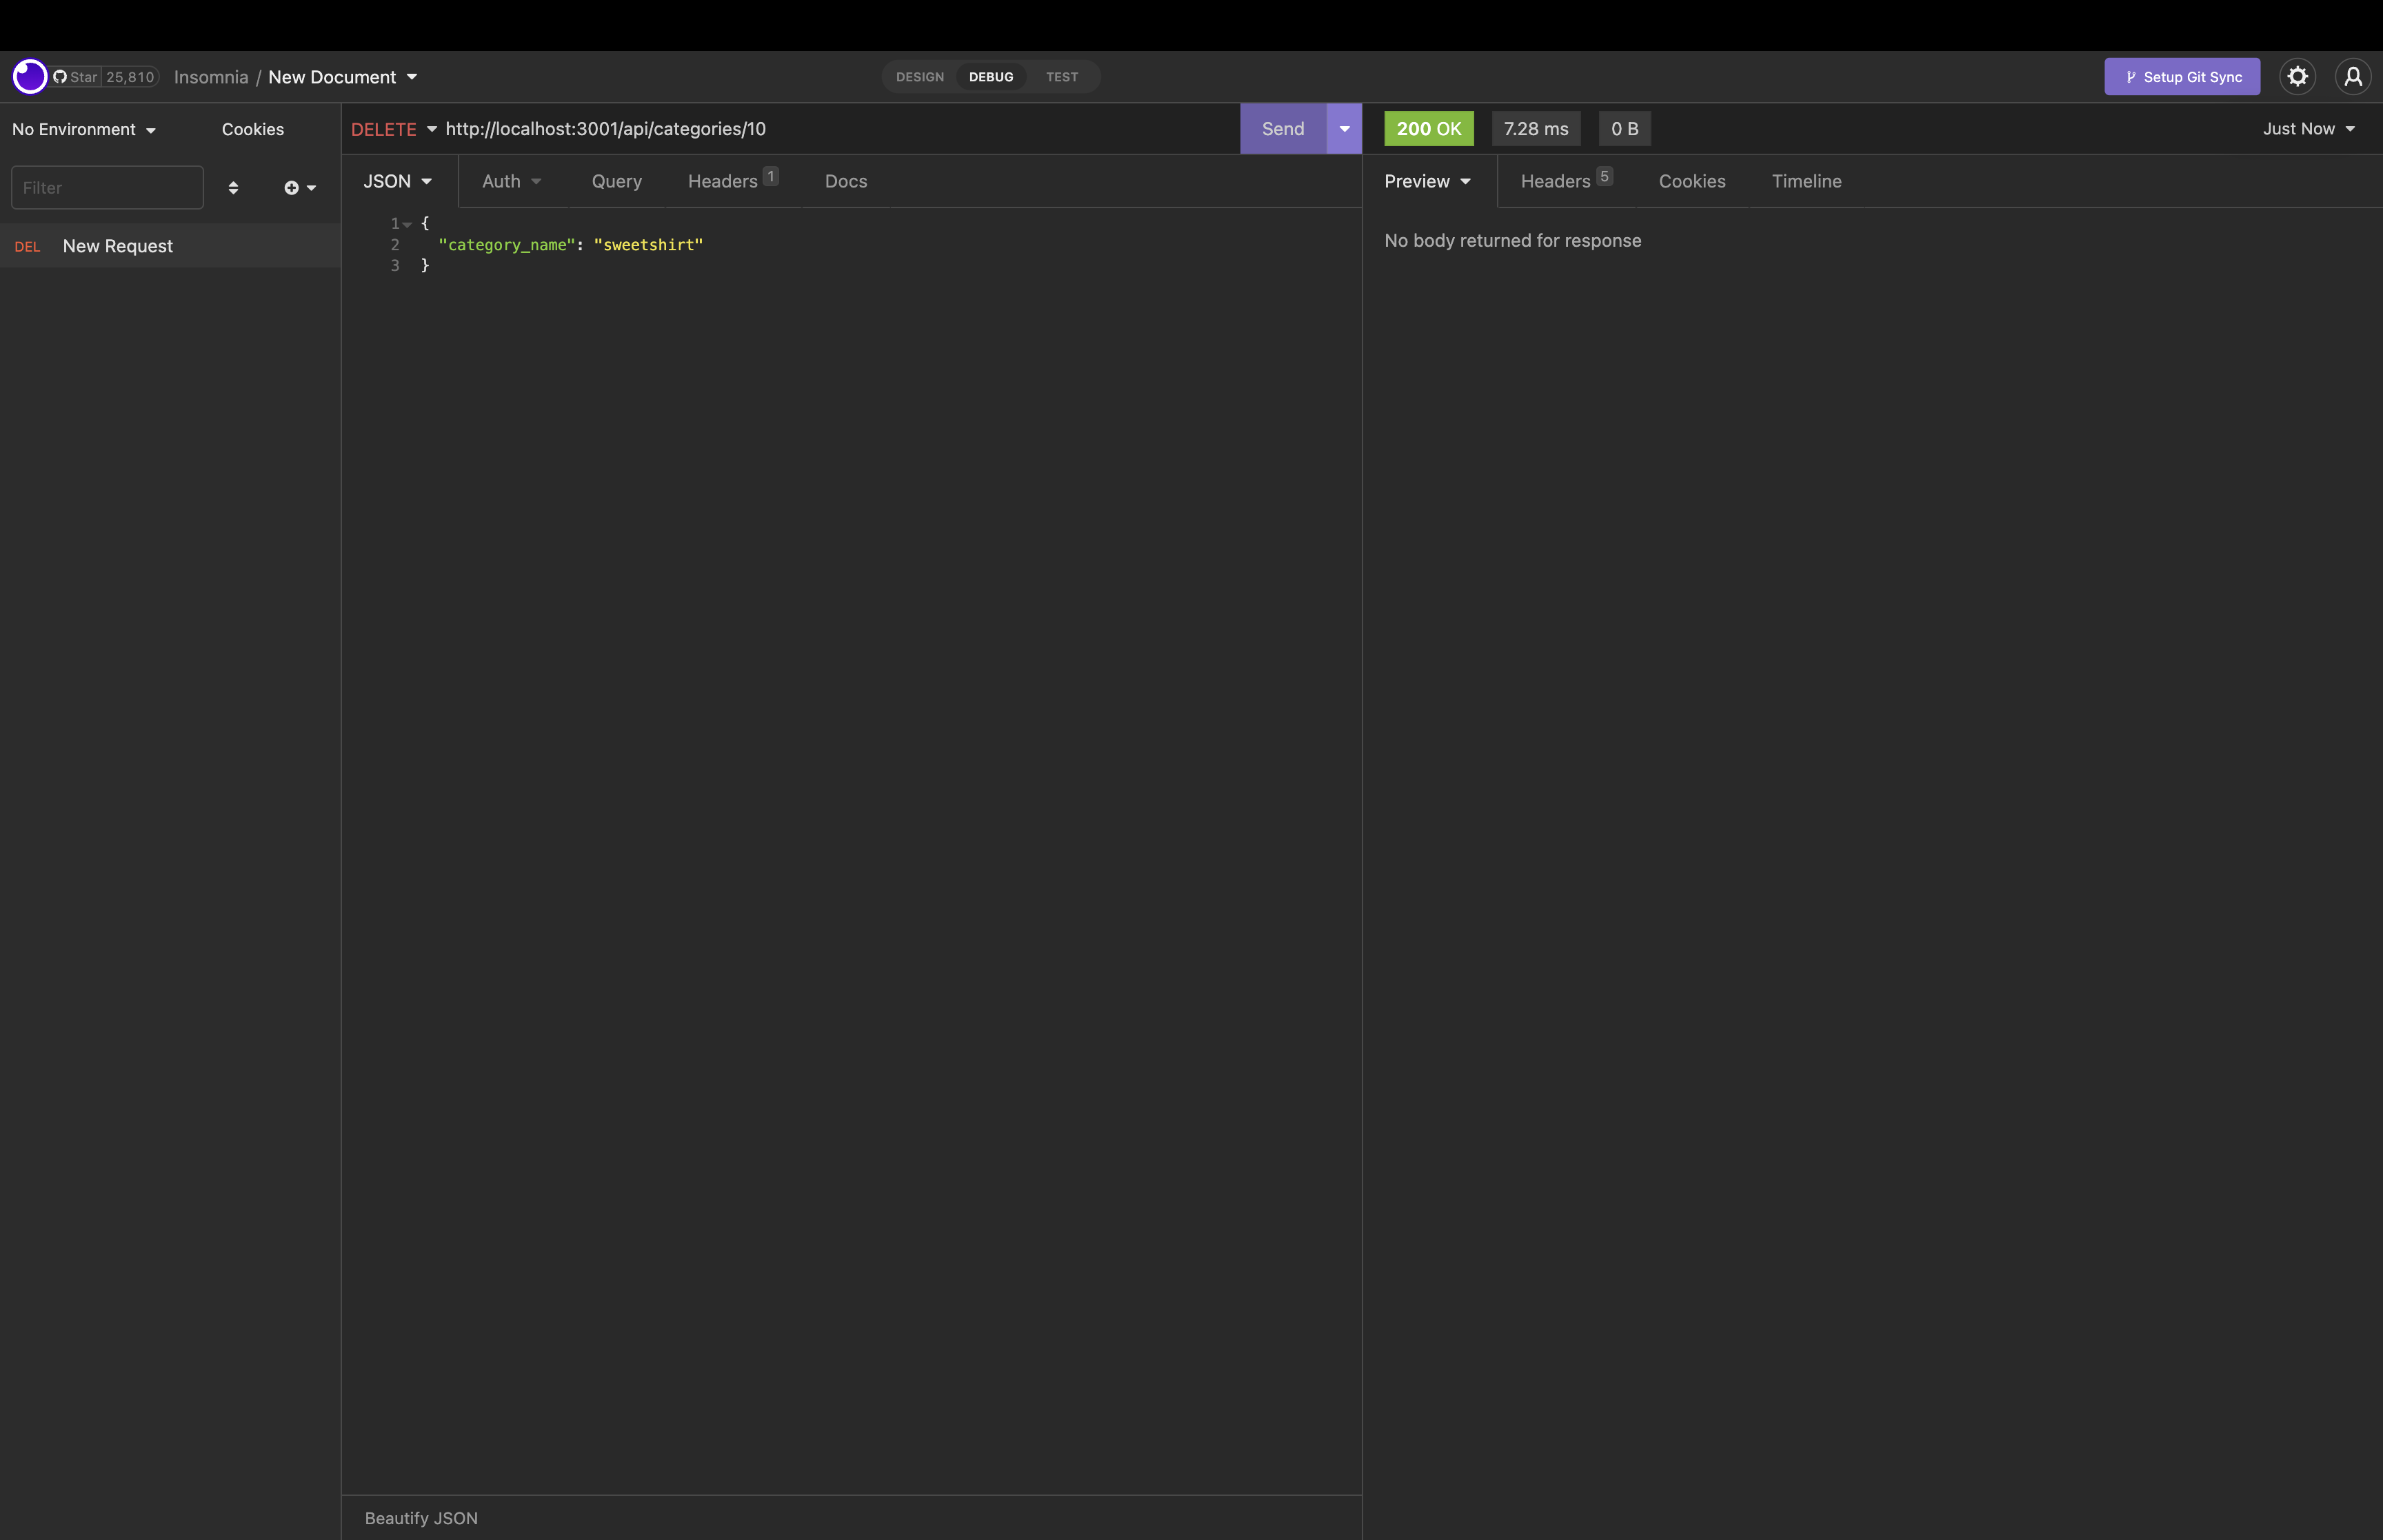 Star 25,810 Insomnia / New Document DESIGN DEBUG TEST Setup Git Sync
No Environment Cookies
DELETE http://localhost:3001/api/categories/10 Send
200 OK 7.28 ms 0 B Just Now
Filter
JSON Auth Query Headers 1 Docs
Preview Headers 5 Cookies Timeline
DEL New Request
1 {
2 "category_name": "sweetshirt"
3 }
No body returned for response
Beautify JSON